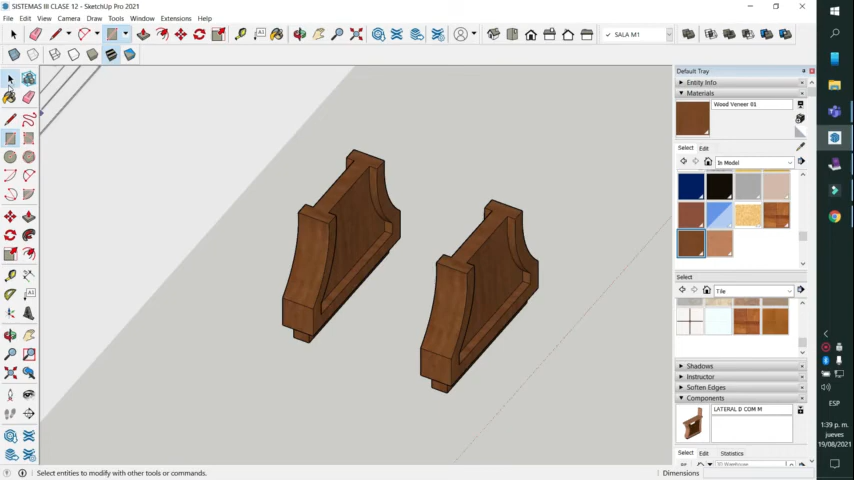 SISTEMAS III CLASE 12 - SketchUp Pro 2021
File Edit View Camera Draw Tools Window Extensions Help
SALA M1
Default Tray
Entity Info
Materials
Wood Veneer 01
Select Edit
In Model
Select
Tile
Shadows
Instructor
Soften Edges
Components
LATERAL D COM M
Select Edit Statistics
ESP
1:39 p. m.
jueves
19/08/2021
Select entities to modify with other tools or commands.
Dimensions